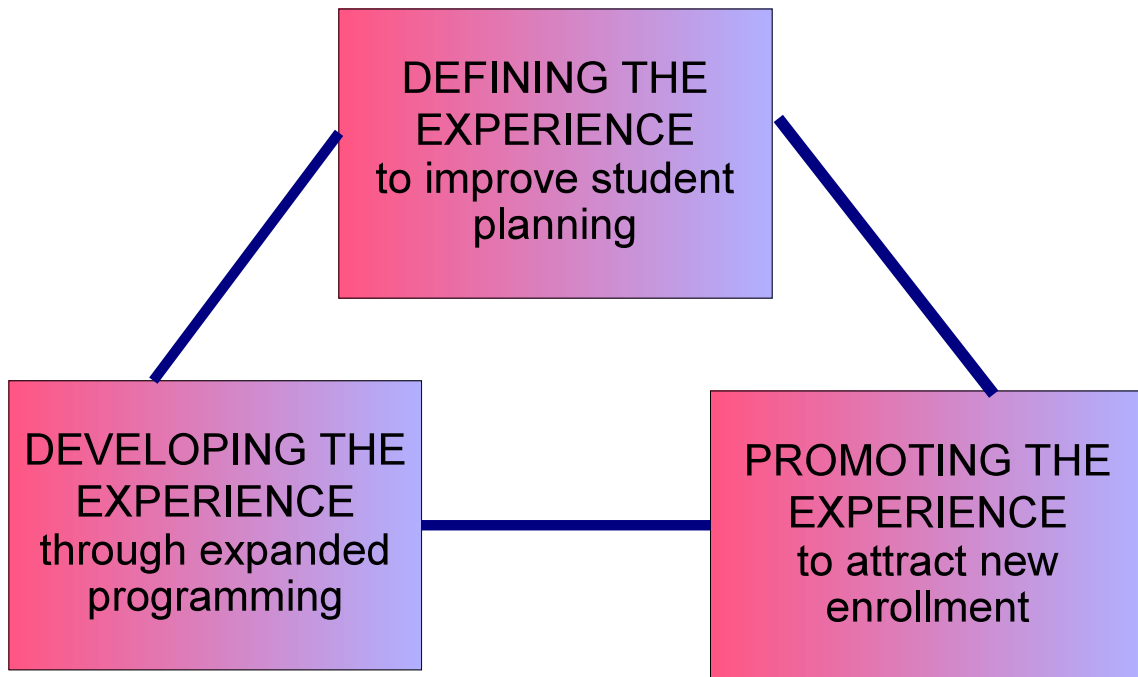 DEFINING THE
EXPERIENCE
to improve student
planning
DEVELOPING THE
EXPERIENCE
through expanded
programming
PROMOTING THE
EXPERIENCE
to attract new
enrollment